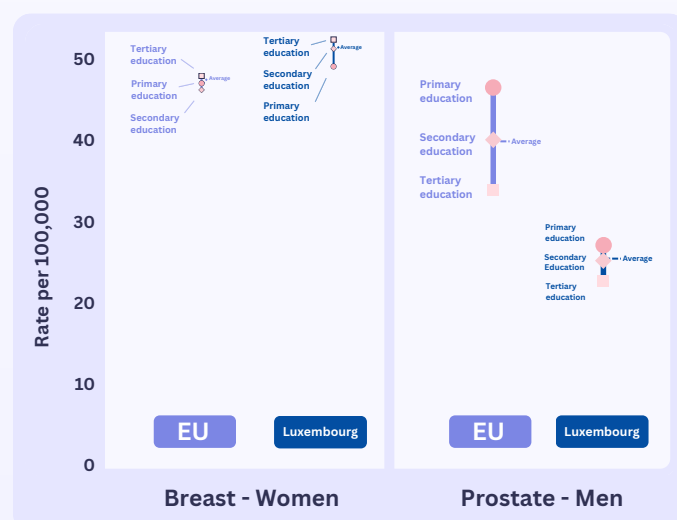 Rate per 100,000
50
40
30
20
10
0
Tertiary
education
Average
Primary
education
Secondary
education
Tertiary
education
Average
Secondary
education
Primary
education
EU
Luxembourg
Breast - Women
Primary
education
Secondary
education
Average
Tertiary
education
Primary
education
Secondary
Education
Average
Tertiary
education
EU
Luxembourg
Prostate - Men